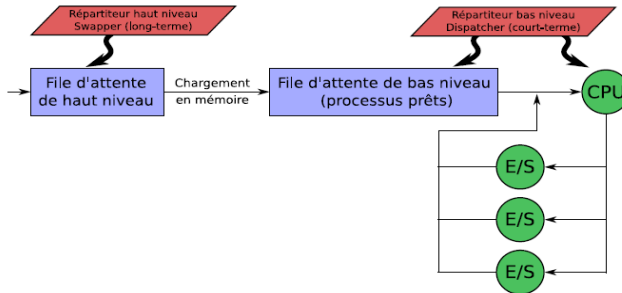 Répartiteur haut niveau
Swapper (long-terme)
Répartiteur bas niveau
Dispatcher (court-terme)
File d'attente
de haut niveau
Chargement
en mémoire
File d'attente de bas niveau
(processus prêts)
CPU
E/S
E/S
E/S